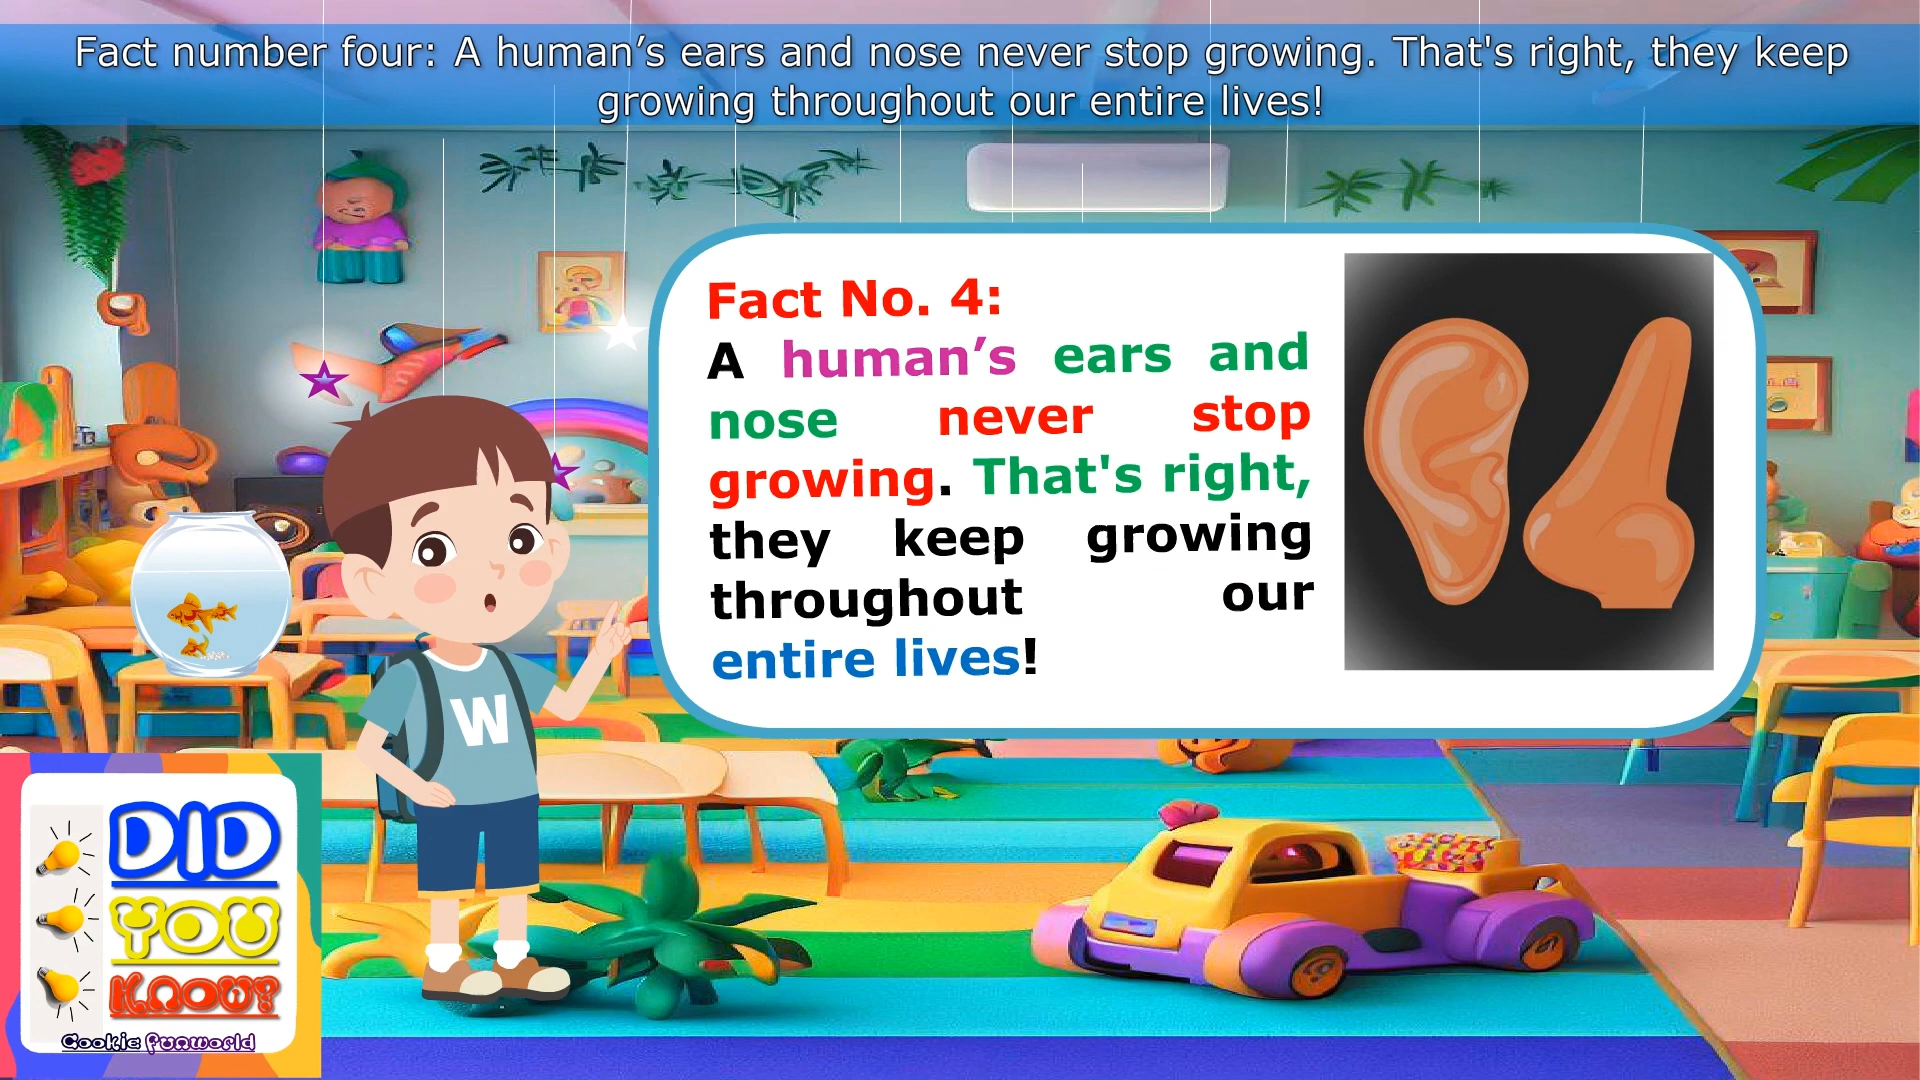 Fact number four: A human’s ears and nose never stop growing. That's right, they keep
growing throughout our entire lives!
Fact No. 4:
A human’s ears and
nose never stop
growing. That's right,
they keep growing
throughout our
entire lives!
W
DID
YOU
KNOW?
Cookie Funworld